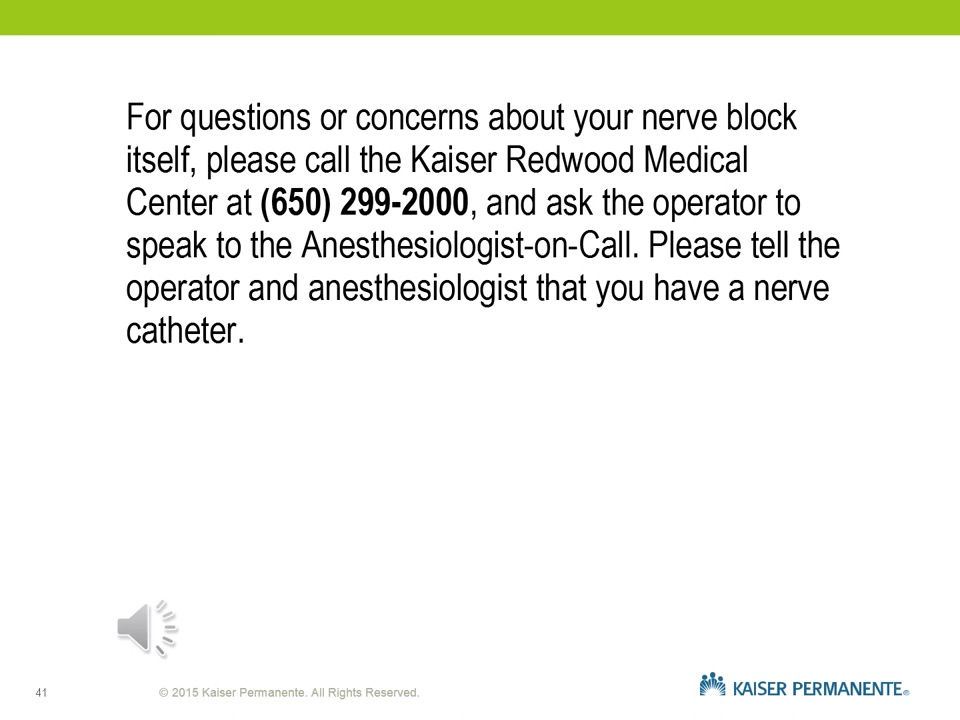 For questions or concerns about your nerve block
itself, please call the Kaiser Redwood Medical
Center at (650) 299-2000, and ask the operator to
speak to the Anesthesiologist-on-Call. Please tell the
operator and anesthesiologist that you have a nerve
catheter.
41
© 2015 Kaiser Permanente. All Rights Reserved.
KAISER PERMANENTE®